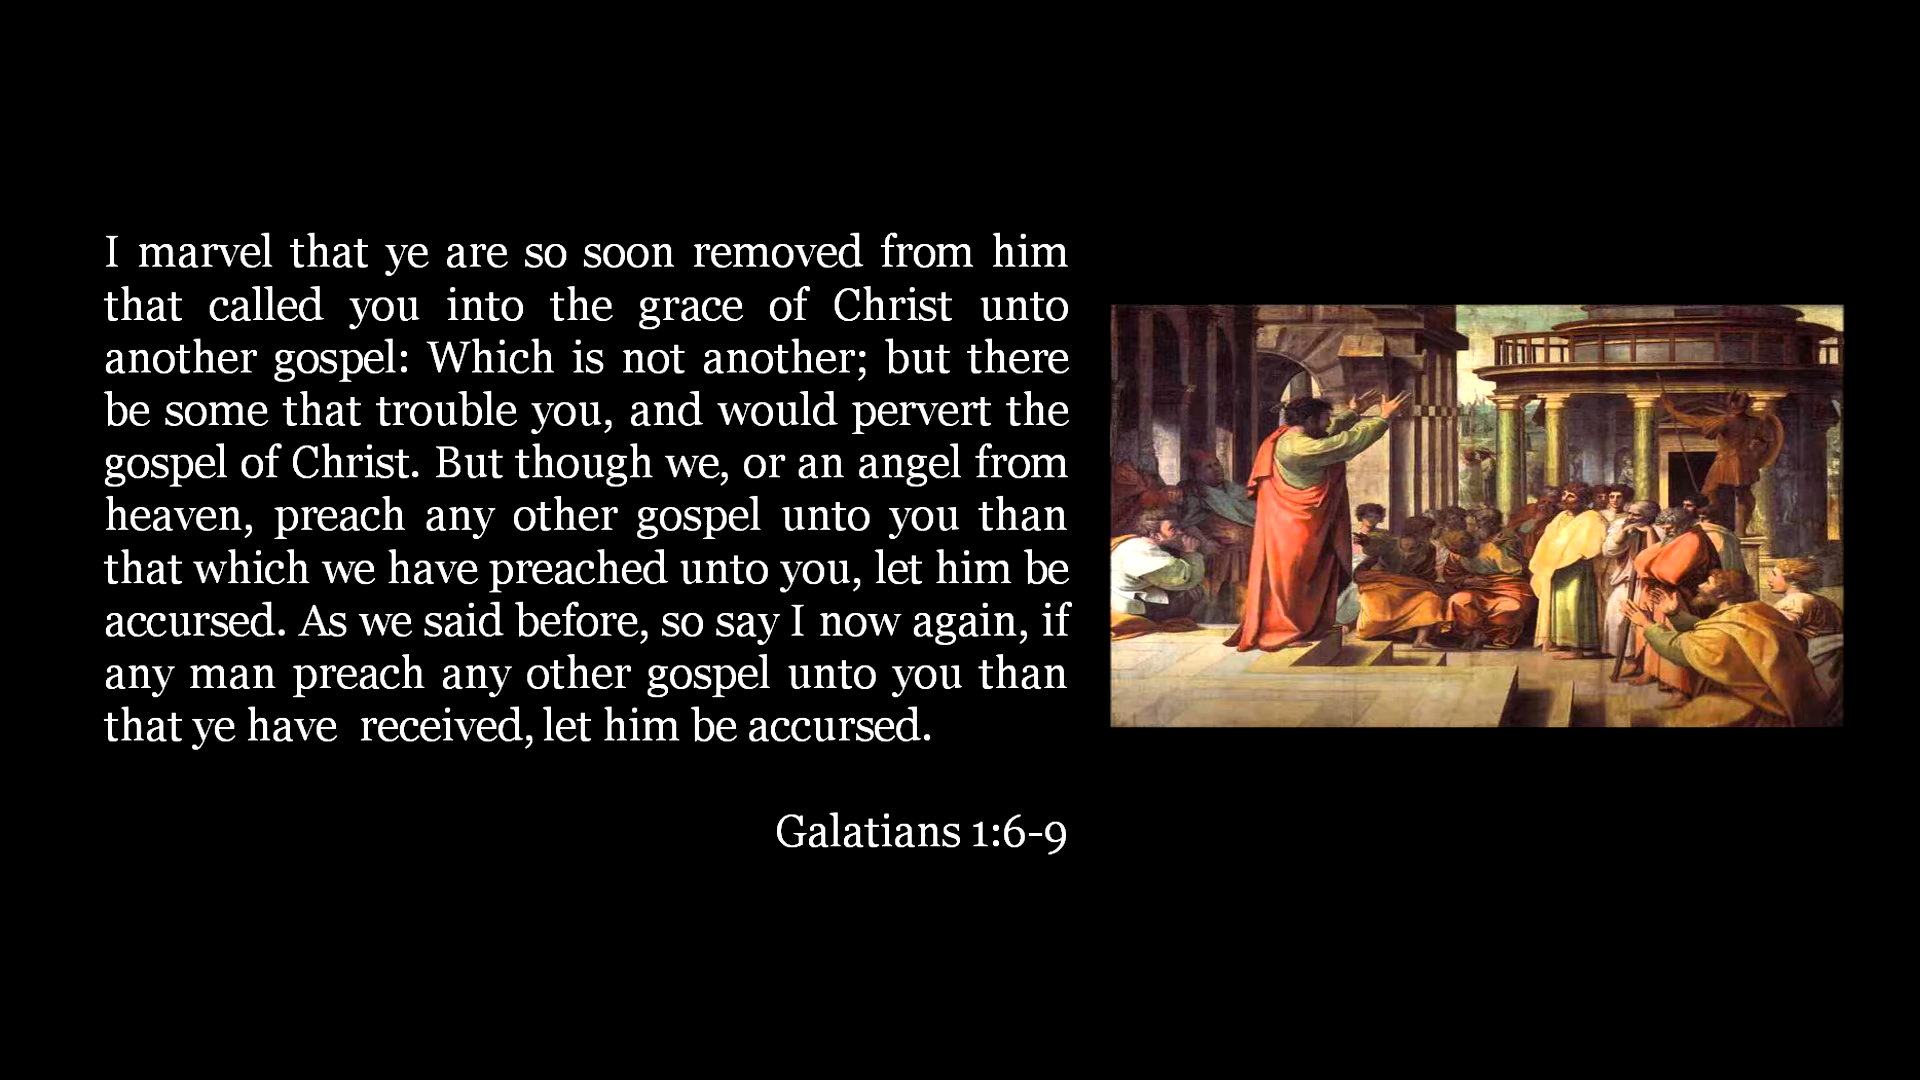 I marvel that ye are so soon removed from him
that called you into the grace of Christ unto
another gospel: Which is not another; but there
be some that trouble you, and would pervert the
gospel of Christ. But though we, or an angel from
heaven, preach any other gospel unto you than
that which we have preached unto you, let him be
accursed. As we said before, so say I now again, if
any man preach any other gospel unto you than
that ye have  received, let him be accursed.
Galatians 1:6-9